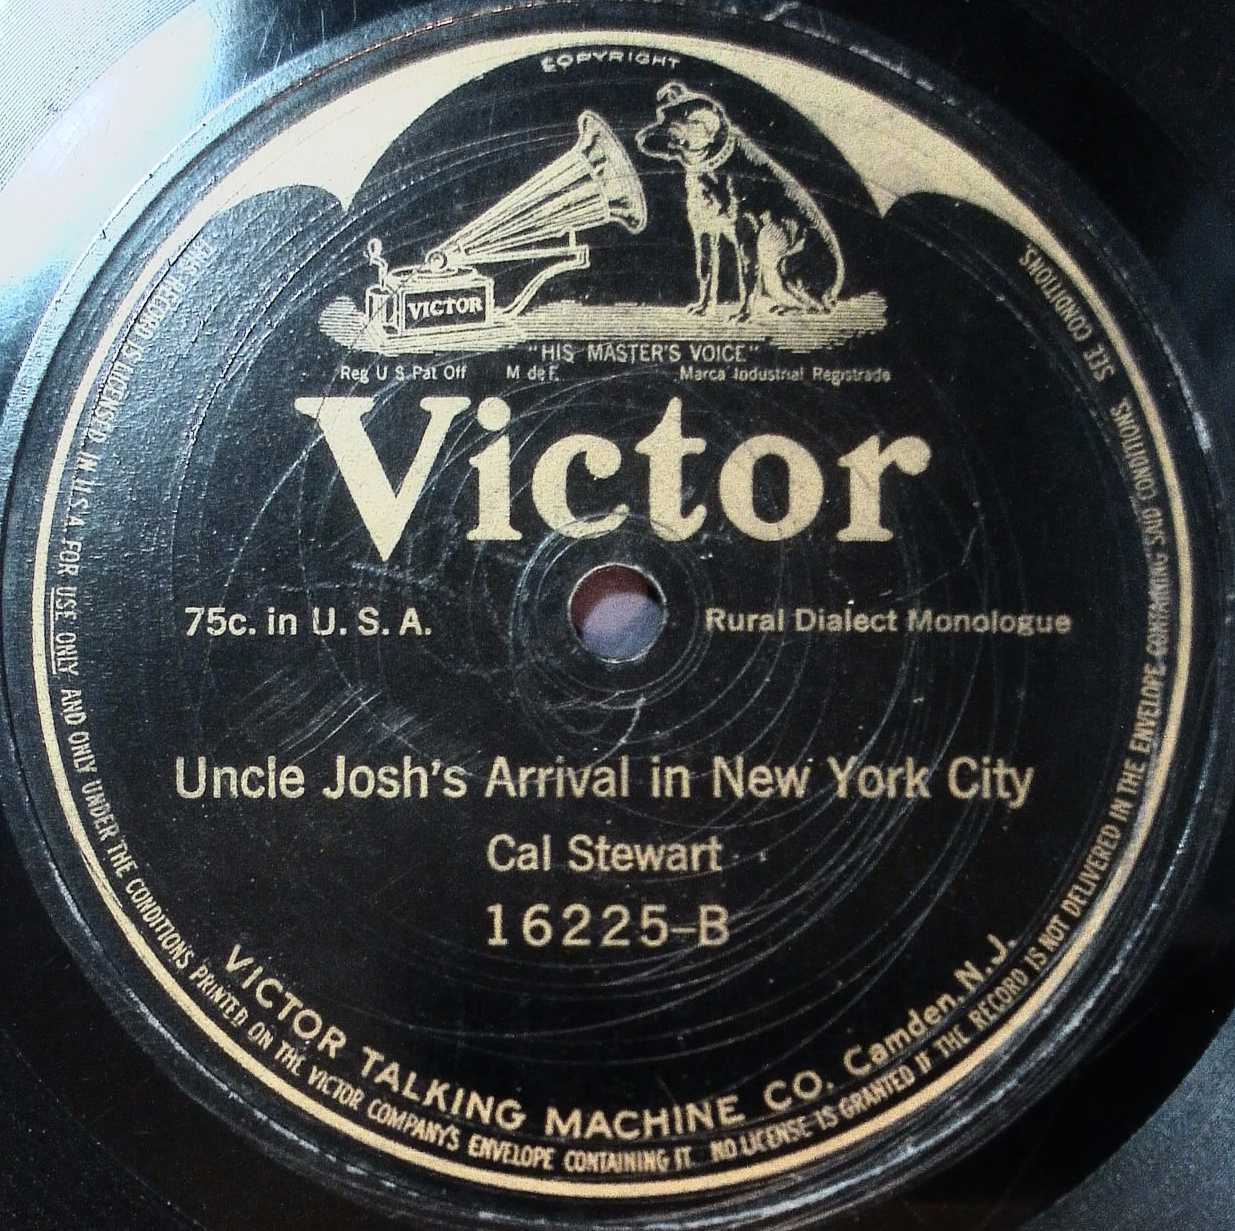 COPYRIGHT
VICTOR
"HIS MASTER'S VOICE"
Reg U.S.Pat Off M de F. Marca Industrial Registrada
Victor
75c. in U.S.A.
Rural Dialect Monologue
Uncle Josh's Arrival in New York City
Cal Stewart
16225-B
VICTOR TALKING MACHINE CO. Camden, N.J.
THIS RECORD IS LICENSED IN U.S.A. FOR USE ONLY AND ONLY UNDER THE CONDITIONS PRINTED ON THE VICTOR COMPANY'S ENVELOPE CONTAINING IT. NO LICENSE IS GRANTED IF THE RECORD IS NOT DELIVERED IN THE ENVELOPE CONTAINING SAID CONDITIONS. SEE CONDITIONS.